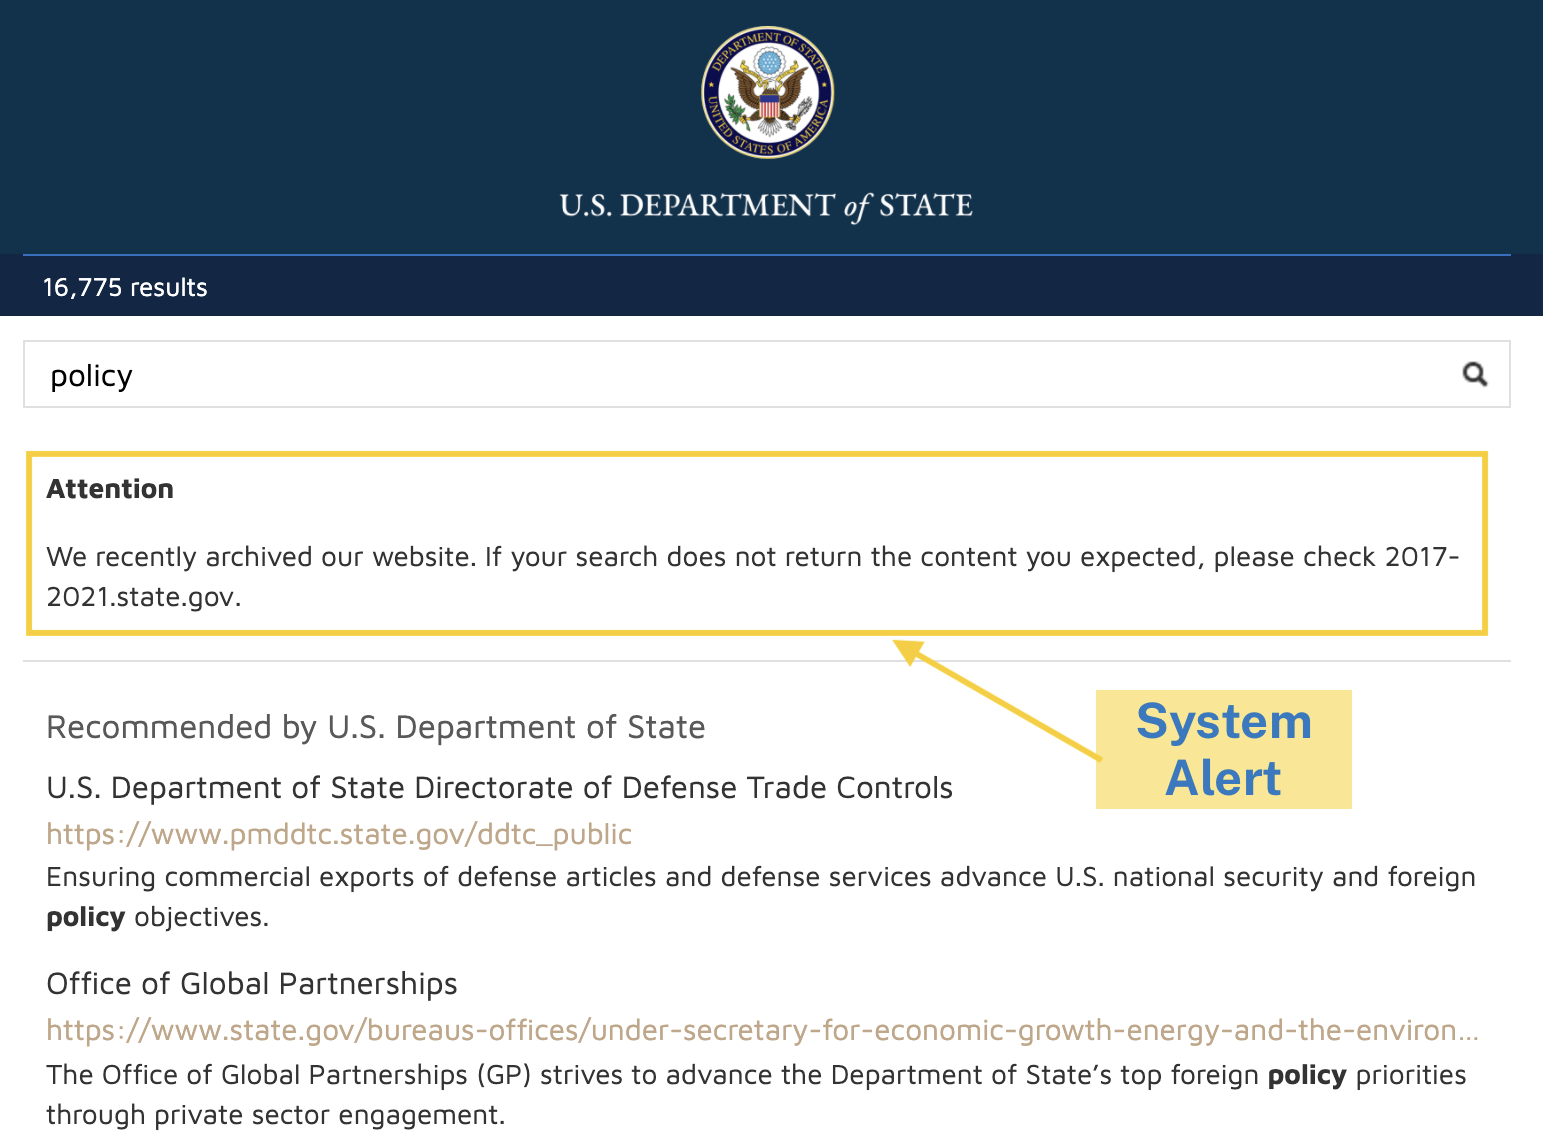 DEPARTMENT OF STATE
UNITED STATES OF AMERICA
U.S. DEPARTMENT of STATE
16,775 results
policy
Attention
We recently archived our website. If your search does not return the content you expected, please check 2017-
2021.state.gov.
System
Alert
Recommended by U.S. Department of State
U.S. Department of State Directorate of Defense Trade Controls
https://www.pmddtc.state.gov/ddtc_public
Ensuring commercial exports of defense articles and defense services advance U.S. national security and foreign
policy objectives.
Office of Global Partnerships
https://www.state.gov/bureaus-offices/under-secretary-for-economic-growth-energy-and-the-environ...
The Office of Global Partnerships (GP) strives to advance the Department of State’s top foreign policy priorities
through private sector engagement.